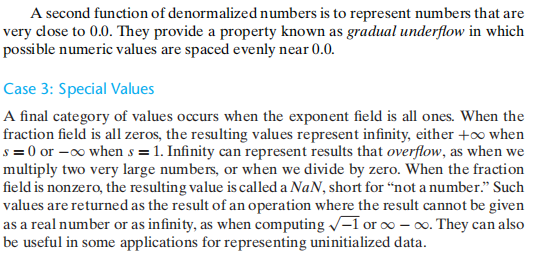 A second function of denormalized numbers is to represent numbers that are
very close to 0.0. They provide a property known as gradual underflow in which
possible numeric values are spaced evenly near 0.0.
Case 3: Special Values
A final category of values occurs when the exponent field is all ones. When the
fraction field is all zeros, the resulting values represent infinity, either +∞ when
s = 0 or −∞ when s = 1. Infinity can represent results that overflow, as when we
multiply two very large numbers, or when we divide by zero. When the fraction
field is nonzero, the resulting value is called a NaN, short for “not a number.” Such
values are returned as the result of an operation where the result cannot be given
as a real number or as infinity, as when computing √−1 or ∞ − ∞. They can also
be useful in some applications for representing uninitialized data.